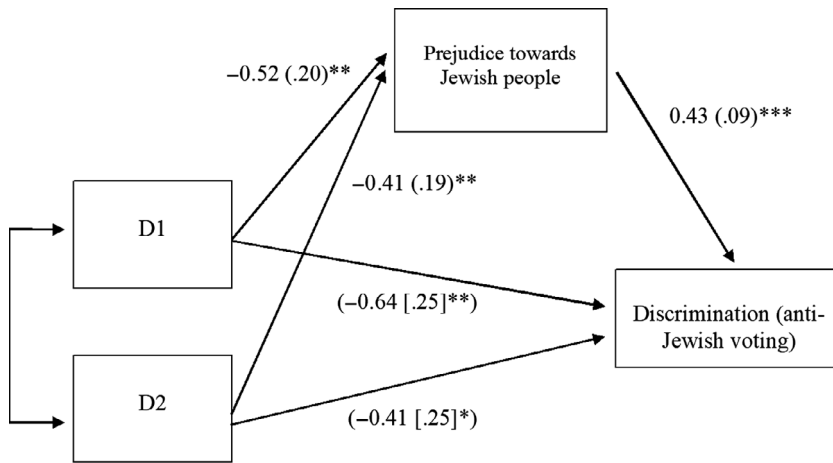 Prejudice towards
Jewish people
−0.52 (.20)**
0.43 (.09)***
−0.41 (.19)**
D1
(−0.64 [.25]**)
Discrimination (anti-
Jewish voting)
D2
(−0.41 [.25]*)